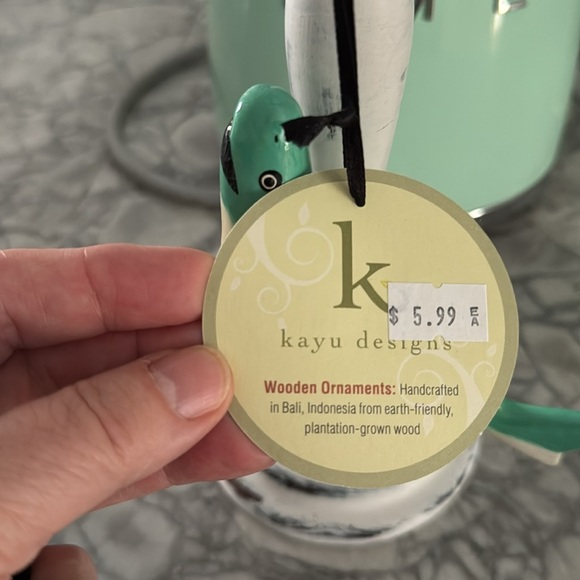 k
$ 5.99 EA
kayu designs
Wooden Ornaments: Handcrafted
in Bali, Indonesia from earth-friendly,
plantation-grown wood